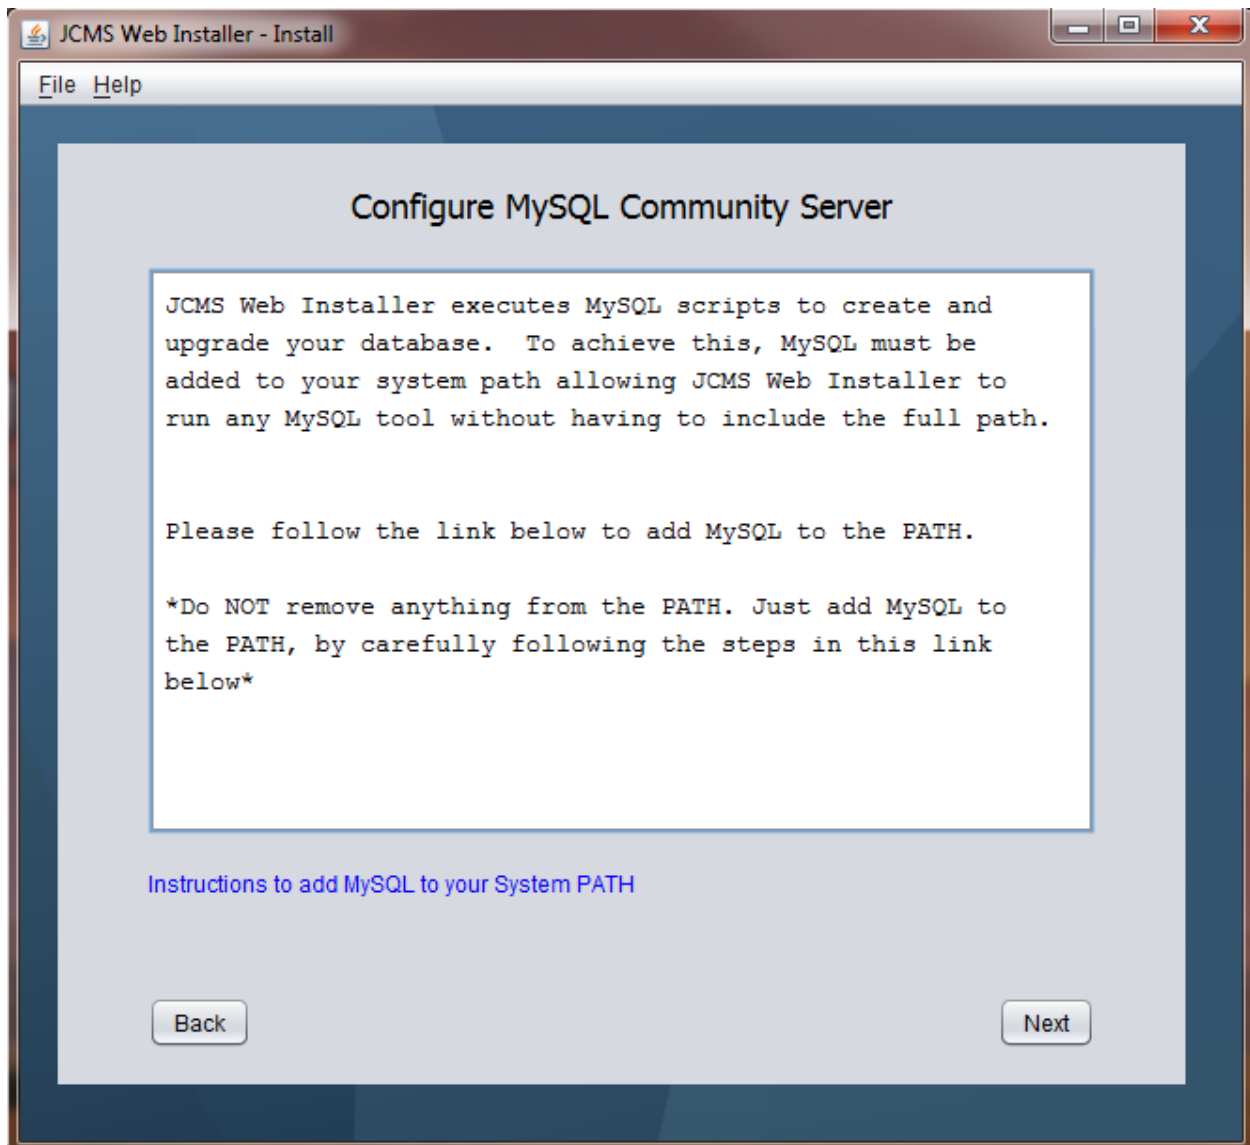 JCMS Web Installer - Install
File Help
Configure MySQL Community Server
JCMS Web Installer executes MySQL scripts to create and
upgrade your database.  To achieve this, MySQL must be
added to your system path allowing JCMS Web Installer to
run any MySQL tool without having to include the full path.
Please follow the link below to add MySQL to the PATH.
*Do NOT remove anything from the PATH. Just add MySQL to
the PATH, by carefully following the steps in this link
below*
Instructions to add MySQL to your System PATH
Back
Next